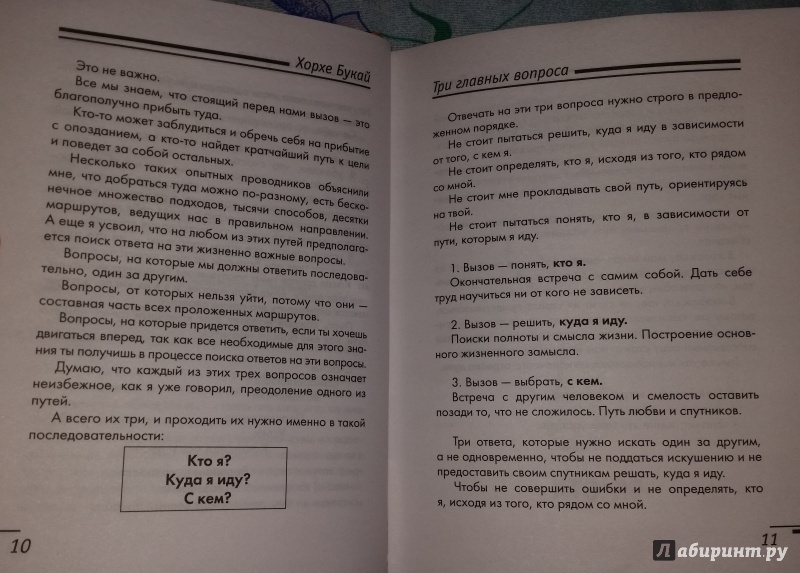 Хорхе Букай
Это не важно.
Все мы знаем, что стоящий перед нами вызов — это
благополучно прибыть туда.
Кто-то может заблудиться и обречь себя на прибытие
с опозданием, а кто-то найдет кратчайший путь к цели
и поведет за собой остальных.
Несколько таких опытных проводников объяснили
мне, что добраться туда можно по-разному, есть беско-
нечное множество подходов, тысячи способов, десятки
маршрутов, ведущих нас в правильном направлении.
А еще я усвоил, что на любом из этих путей предполага-
ется поиск ответа на эти жизненно важные вопросы.
Вопросы, на которые мы должны ответить последова-
тельно, один за другим.
Вопросы, от которых нельзя уйти, потому что они —
составная часть всех проложенных маршрутов.
Вопросы, на которые придется ответить, если ты хочешь
двигаться вперед, так как все необходимые для этого зна-
ния ты получишь в процессе поиска ответов на эти вопросы.
Думаю, что каждый из этих трех вопросов означает
неизбежное, как я уже говорил, преодоление одного из
путей.
А всего их три, и проходить их нужно именно в такой
последовательности:
Кто я?
Куда я иду?
С кем?
10
Три главных вопроса
Отвечать на эти три вопроса нужно строго в предло-
женном порядке.
Не стоит пытаться решить, куда я иду в зависимости
от того, с кем я.
Не стоит определять, кто я, исходя из того, кто рядом
со мной.
Не стоит мне прокладывать свой путь, ориентируясь
на твой.
Не стоит пытаться понять, кто я, в зависимости от
пути, которым я иду.
1. Вызов — понять, кто я.
Окончательная встреча с самим собой. Дать себе
труд научиться ни от кого не зависеть.
2. Вызов — решить, куда я иду.
Поиски полноты и смысла жизни. Построение основ-
ного жизненного замысла.
3. Вызов — выбрать, с кем.
Встреча с другим человеком и смелость оставить
позади то, что не сложилось. Путь любви и спутников.
Три ответа, которые нужно искать один за другим,
а не одновременно, чтобы не поддаться искушению и не
предоставить своим спутникам решать, куда я иду.
Чтобы не совершить ошибки и не определять, кто
я, исходя из того, кто рядом со мной.
11
Лабиринт.ру